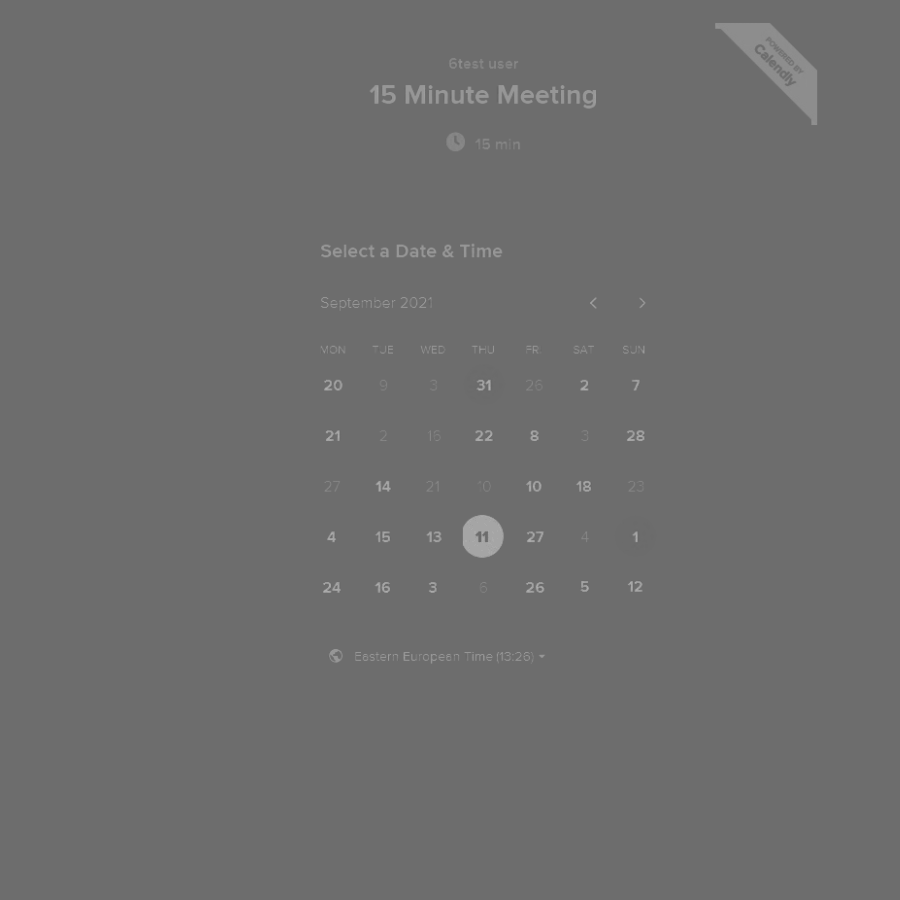 POWERED BY
Calendly
6test user
15 Minute Meeting
15 min
Select a Date & Time
September 2021
MON TUE WED THU FRI SAT SUN
20 9 3 31 26 2 7
21 2 16 22 8 3 28
27 14 21 10 10 18 23
4 15 13 11 27 4 1
24 16 3 6 26 5 12
Eastern European Time (13:26)